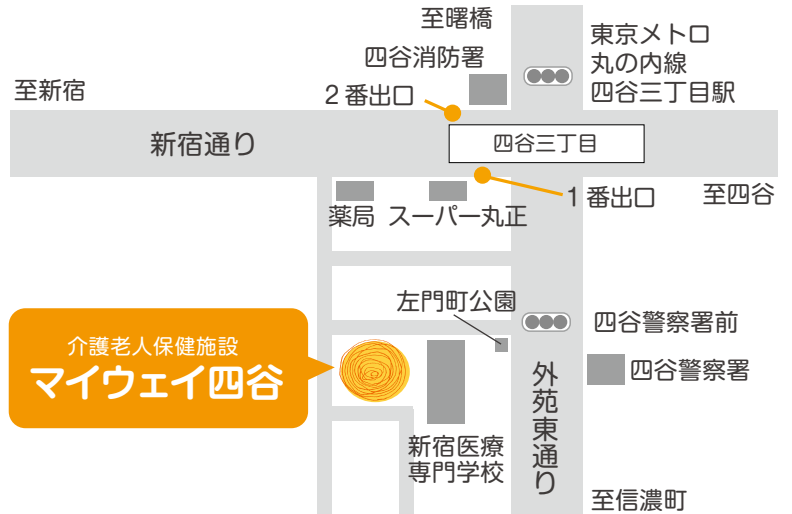 至曙橋
東京メトロ
丸の内線
四谷三丁目駅
四谷消防署
至新宿
2番出口
新宿通り
四谷三丁目
1番出口
至四谷
薬局
スーパー丸正
左門町公園
四谷警察署前
介護老人保健施設
マイウェイ四谷
四谷警察署
外苑東通り
新宿医療
専門学校
至信濃町